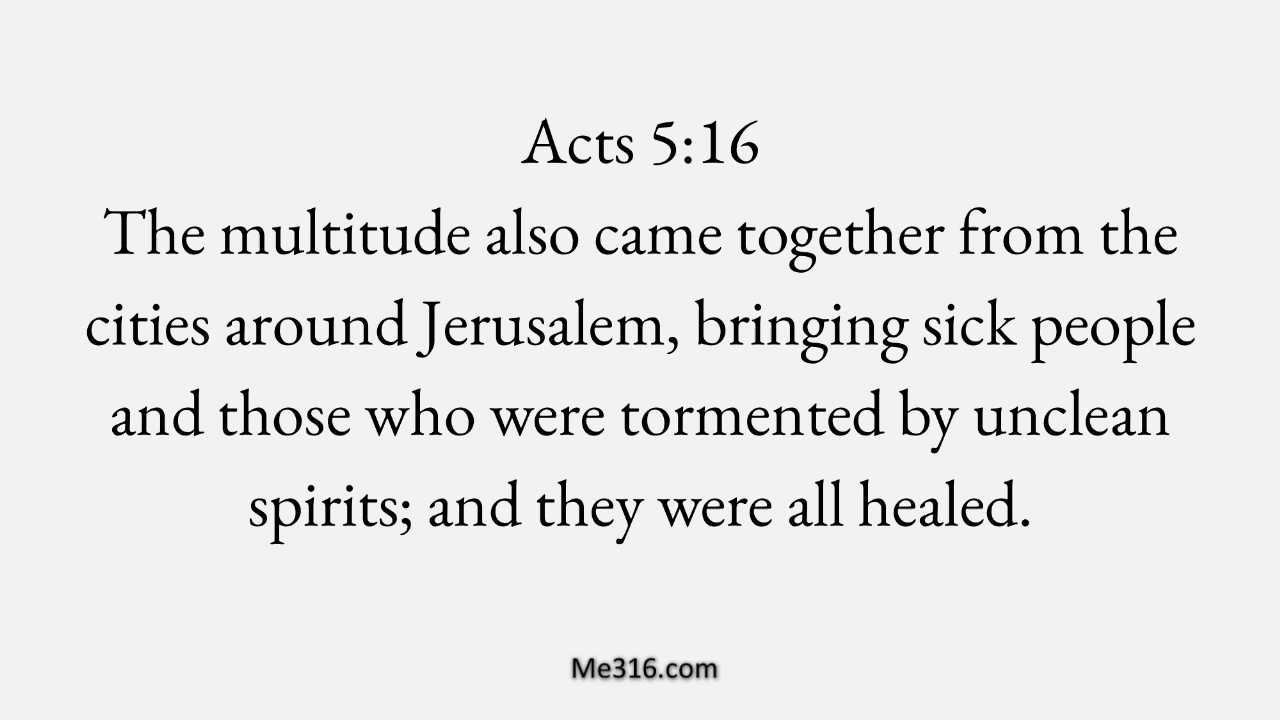 Acts 5:16
The multitude also came together from the
cities around Jerusalem, bringing sick people
and those who were tormented by unclean
spirits; and they were all healed.
Me316.com